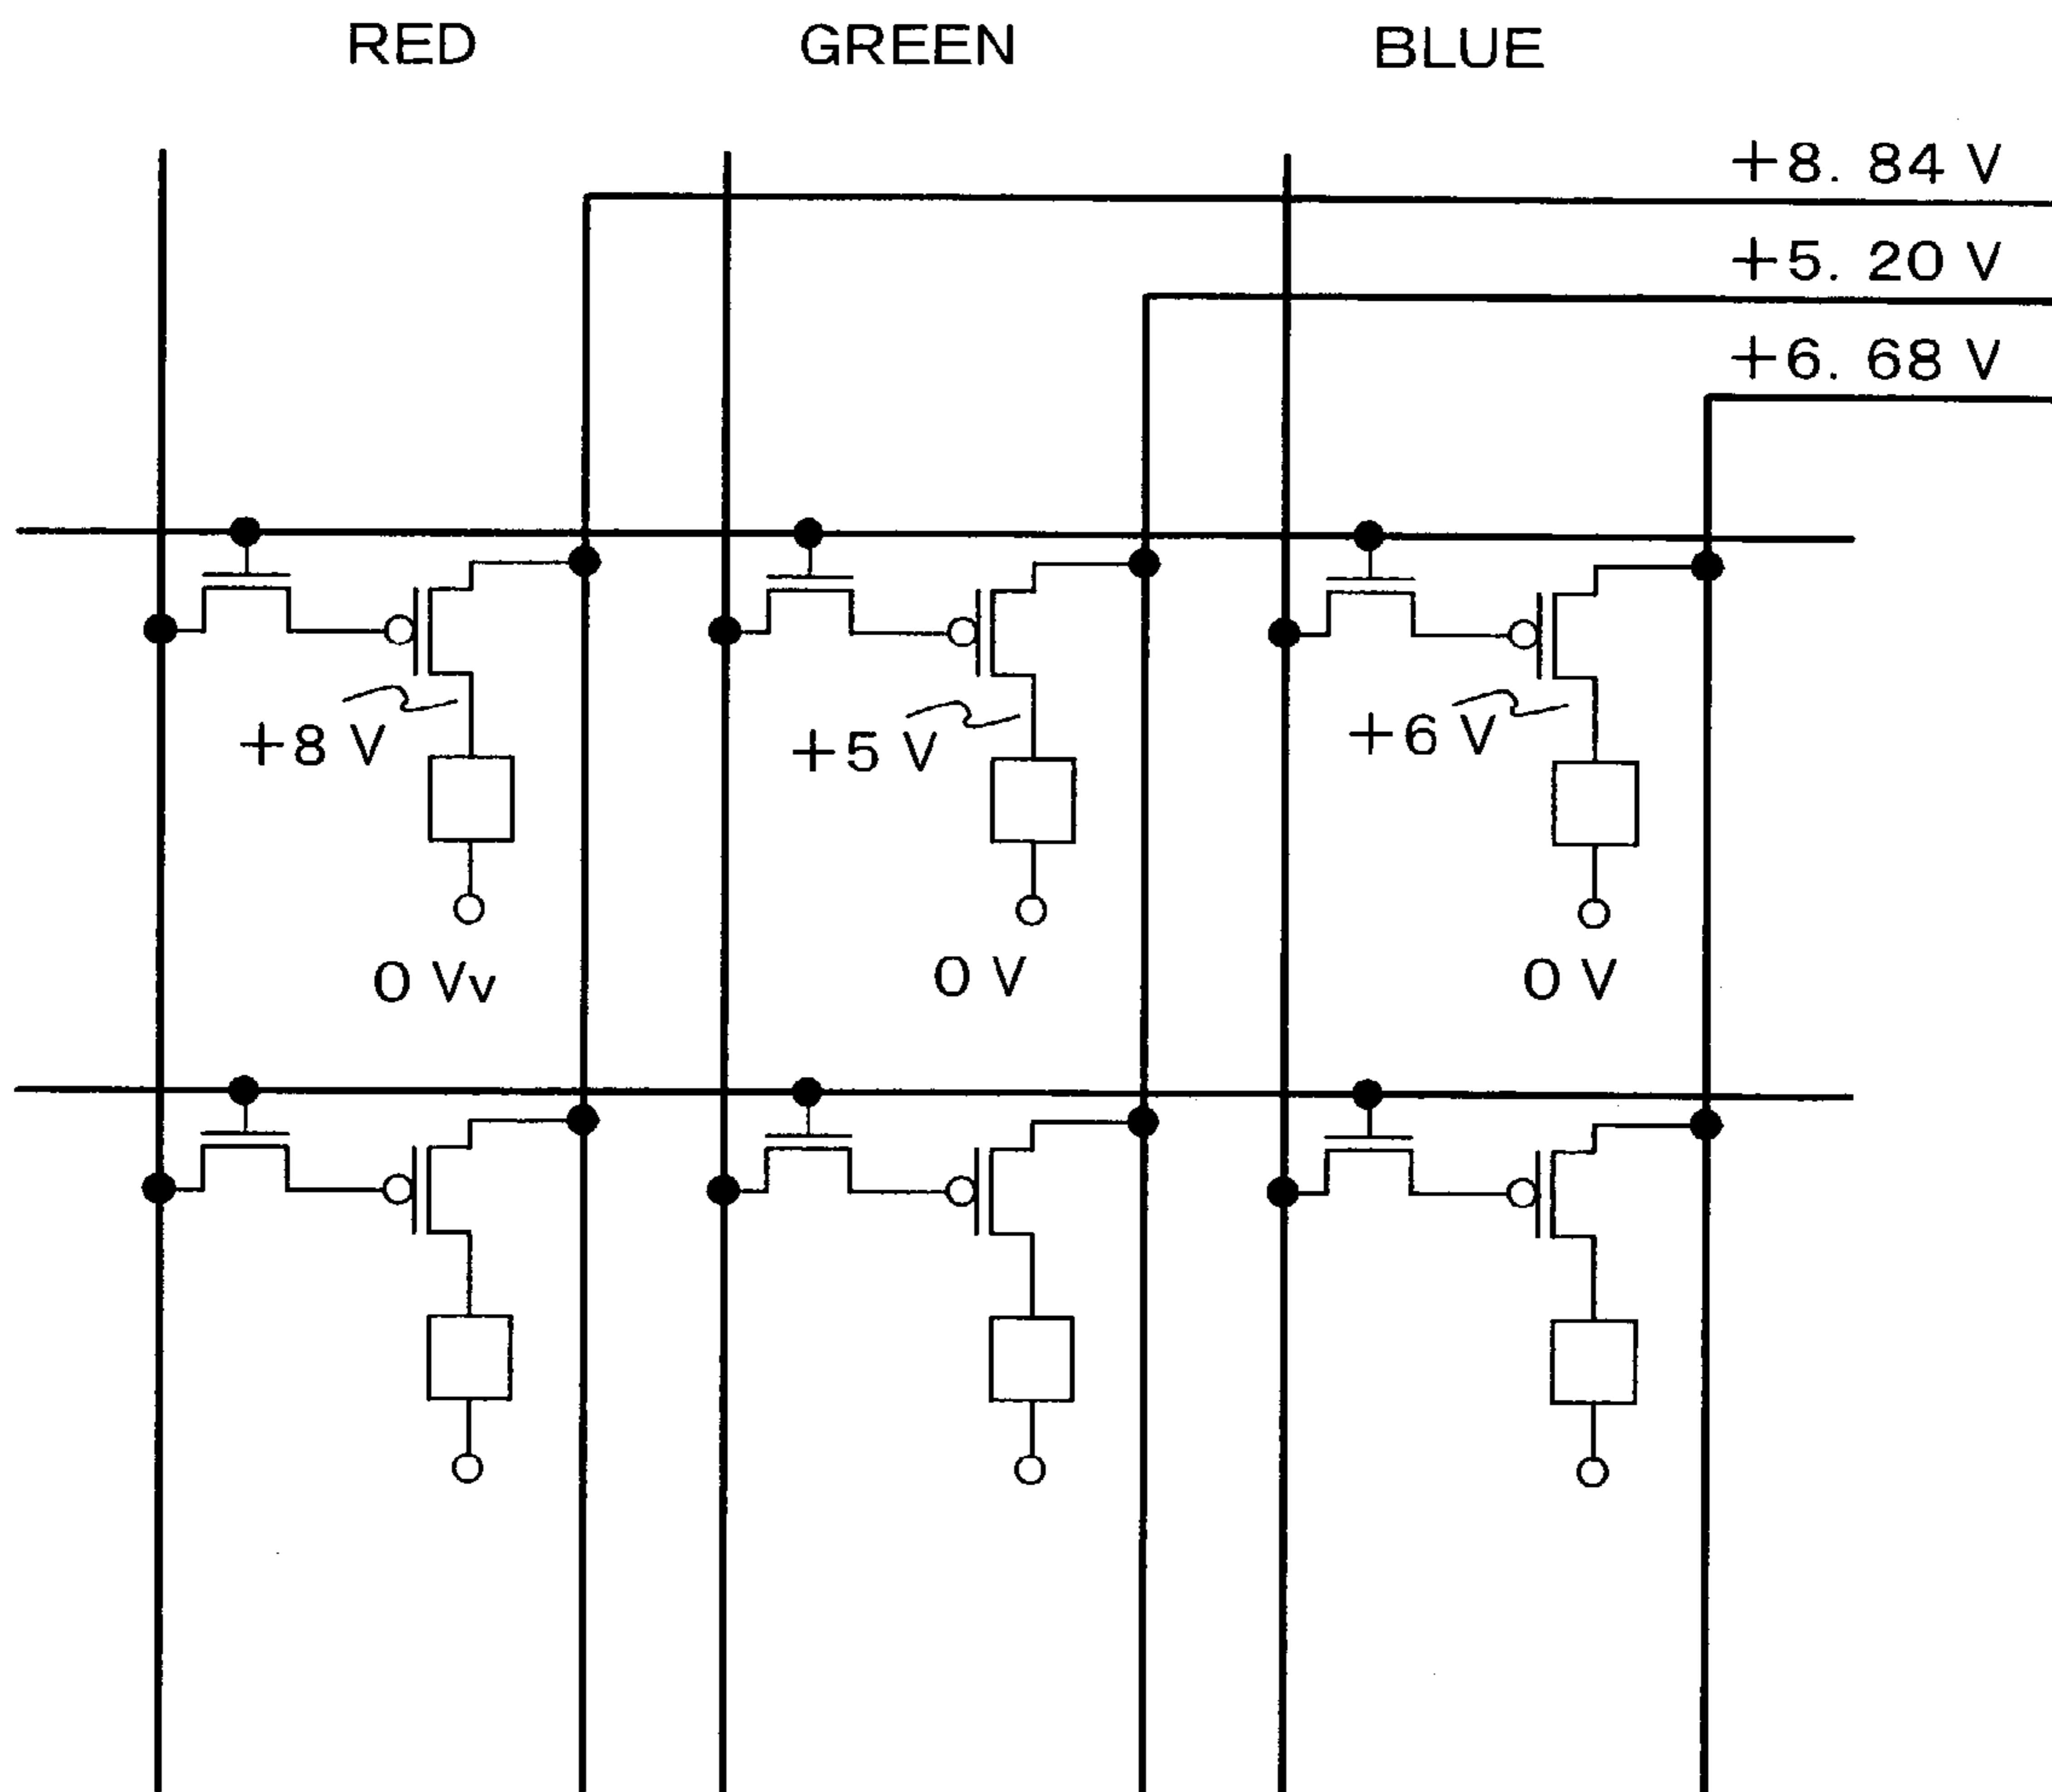 RED GREEN BLUE
+8. 84 V
+5. 20 V
+6. 68 V
+8 V +5 V +6 V
0 Vv 0 V 0 V